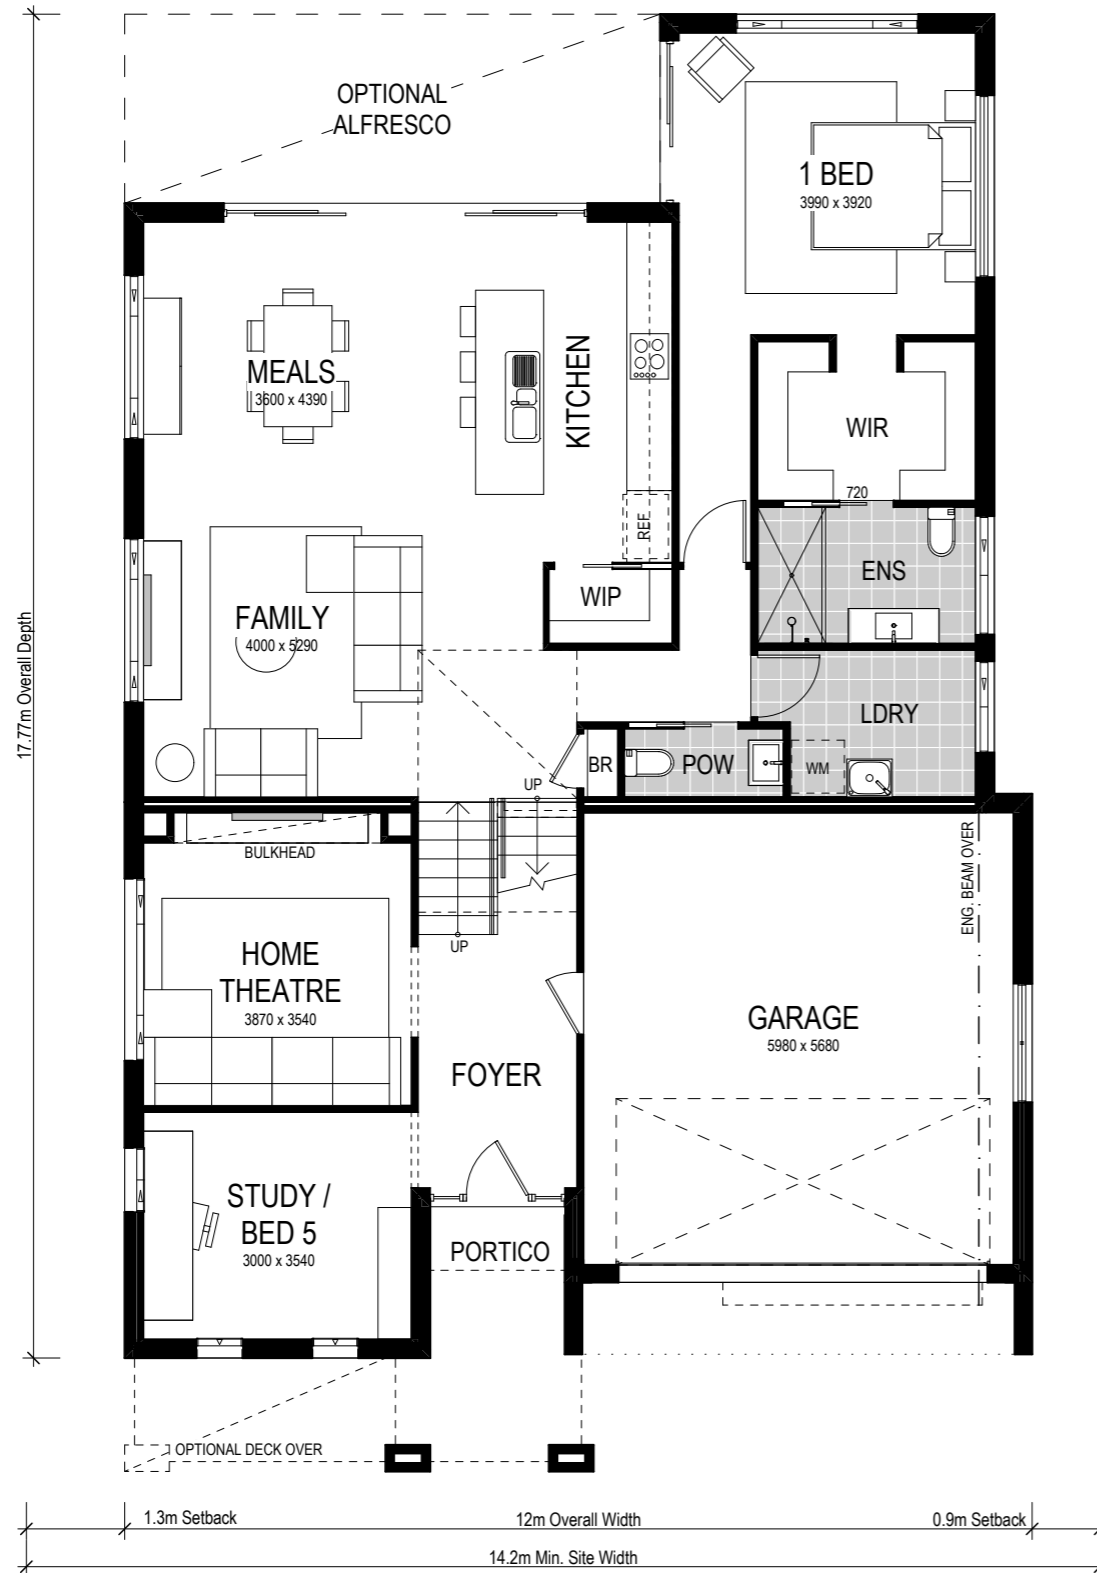 OPTIONAL
ALFRESCO
1 BED
3990 x 3920
MEALS
3600 x 4390
KITCHEN
WIR
720
REF
ENS
WIP
FAMILY
4000 x 5290
17.77m Overall Depth
LDRY
BR
POW
WM
UP
BULKHEAD
ENG. BEAM OVER
UP
HOME
THEATRE
3870 x 3540
GARAGE
5980 x 5680
FOYER
STUDY /
BED 5
3000 x 3540
PORTICO
OPTIONAL DECK OVER
1.3m Setback
12m Overall Width
0.9m Setback
14.2m Min. Site Width